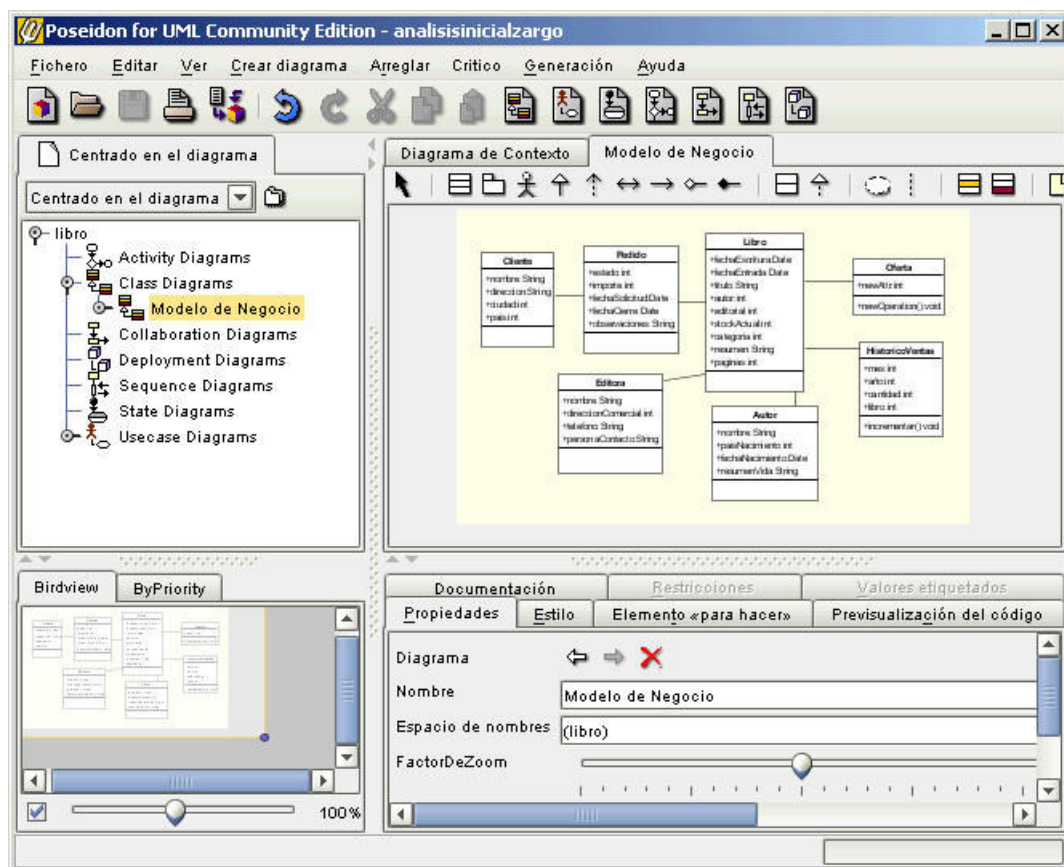 Poseidon for UML Community Edition - analisisinicialzargo
Fichero Editar Ver Crear diagrama Arreglar Crítico Generación Ayuda
Centrado en el diagrama
Centrado en el diagrama
libro
Activity Diagrams
Class Diagrams
Modelo de Negocio
Collaboration Diagrams
Deployment Diagrams
Sequence Diagrams
State Diagrams
Usecase Diagrams
Diagrama de Contexto Modelo de Negocio
Cliente
+nombre:String
+direccion:String
+ciudad:int
+pais:int
Pedido
+estado:int
+importe:int
+fechaSolicitud:Date
+fechaCierre:Date
+observaciones:String
Libro
+fechaEscritura:Date
+fechaEntrada:Date
+titulo:String
+autor:int
+editorial:int
+stockActual:int
+categoria:int
+resumen:String
+paginas:int
Oferta
+newAttr:int
+newOperation():void
HistoricoVentas
+mes:int
+año:int
+cantidad:int
+libro:int
+incrementar():void
Editora
+nombre:String
+direccionComercial:int
+telefono:String
+personaContacto:String
Autor
+nombre:String
+paisNacimiento:int
+fechaNacimiento:Date
+resumenVida:String
Birdview ByPriority
100%
Documentación Restricciones Valores etiquetados
Propiedades Estilo Elemento «para hacer» Previsualización del código
Diagrama
Nombre Modelo de Negocio
Espacio de nombres (libro)
FactorDeZoom